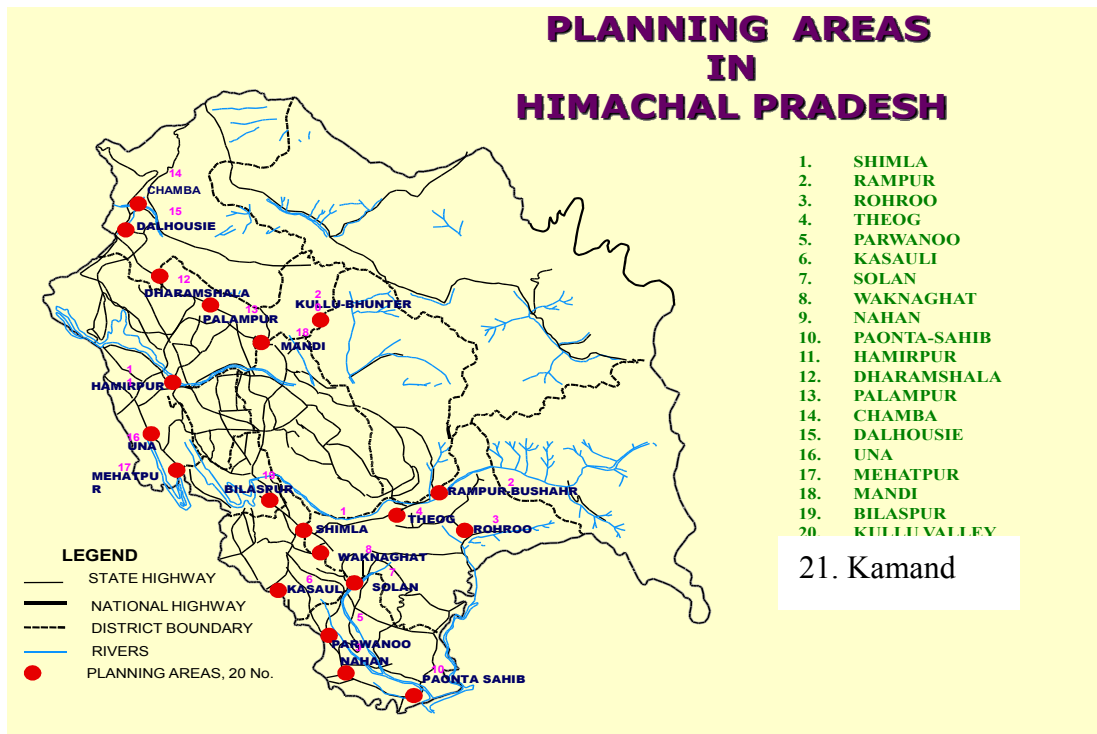 PLANNING AREAS
IN
HIMACHAL PRADESH
1. SHIMLA
2. RAMPUR
3. ROHROO
4. THEOG
5. PARWANOO
6. KASAULI
7. SOLAN
8. WAKNAGHAT
9. NAHAN
10. PAONTA-SAHIB
11. HAMIRPUR
12. DHARAMSHALA
13. PALAMPUR
14. CHAMBA
15. DALHOUSIE
16. UNA
17. MEHATPUR
18. MANDI
19. BILASPUR
20. KULLU VALLEY
21. Kamand
14
CHAMBA
15
DALHOUSIE
12
DHARAMSHALA
13
PALAMPUR
2
KULLU-BHUNTER
18
MANDI
1
HAMIRPUR
16
UNA
17
MEHATPU
R
19
BILASPUR
2
RAMPUR-BUSHAHR
1
4
THEOG
3
ROHROO
SHIMLA
8
WAKNAGHAT
7
SOLAN
6
KASAUL
5
PARWANOO
NAHAN
10
PAONTA SAHIB
LEGEND
STATE HIGHWAY
NATIONAL HIGHWAY
DISTRICT BOUNDARY
RIVERS
PLANNING AREAS, 20 No.